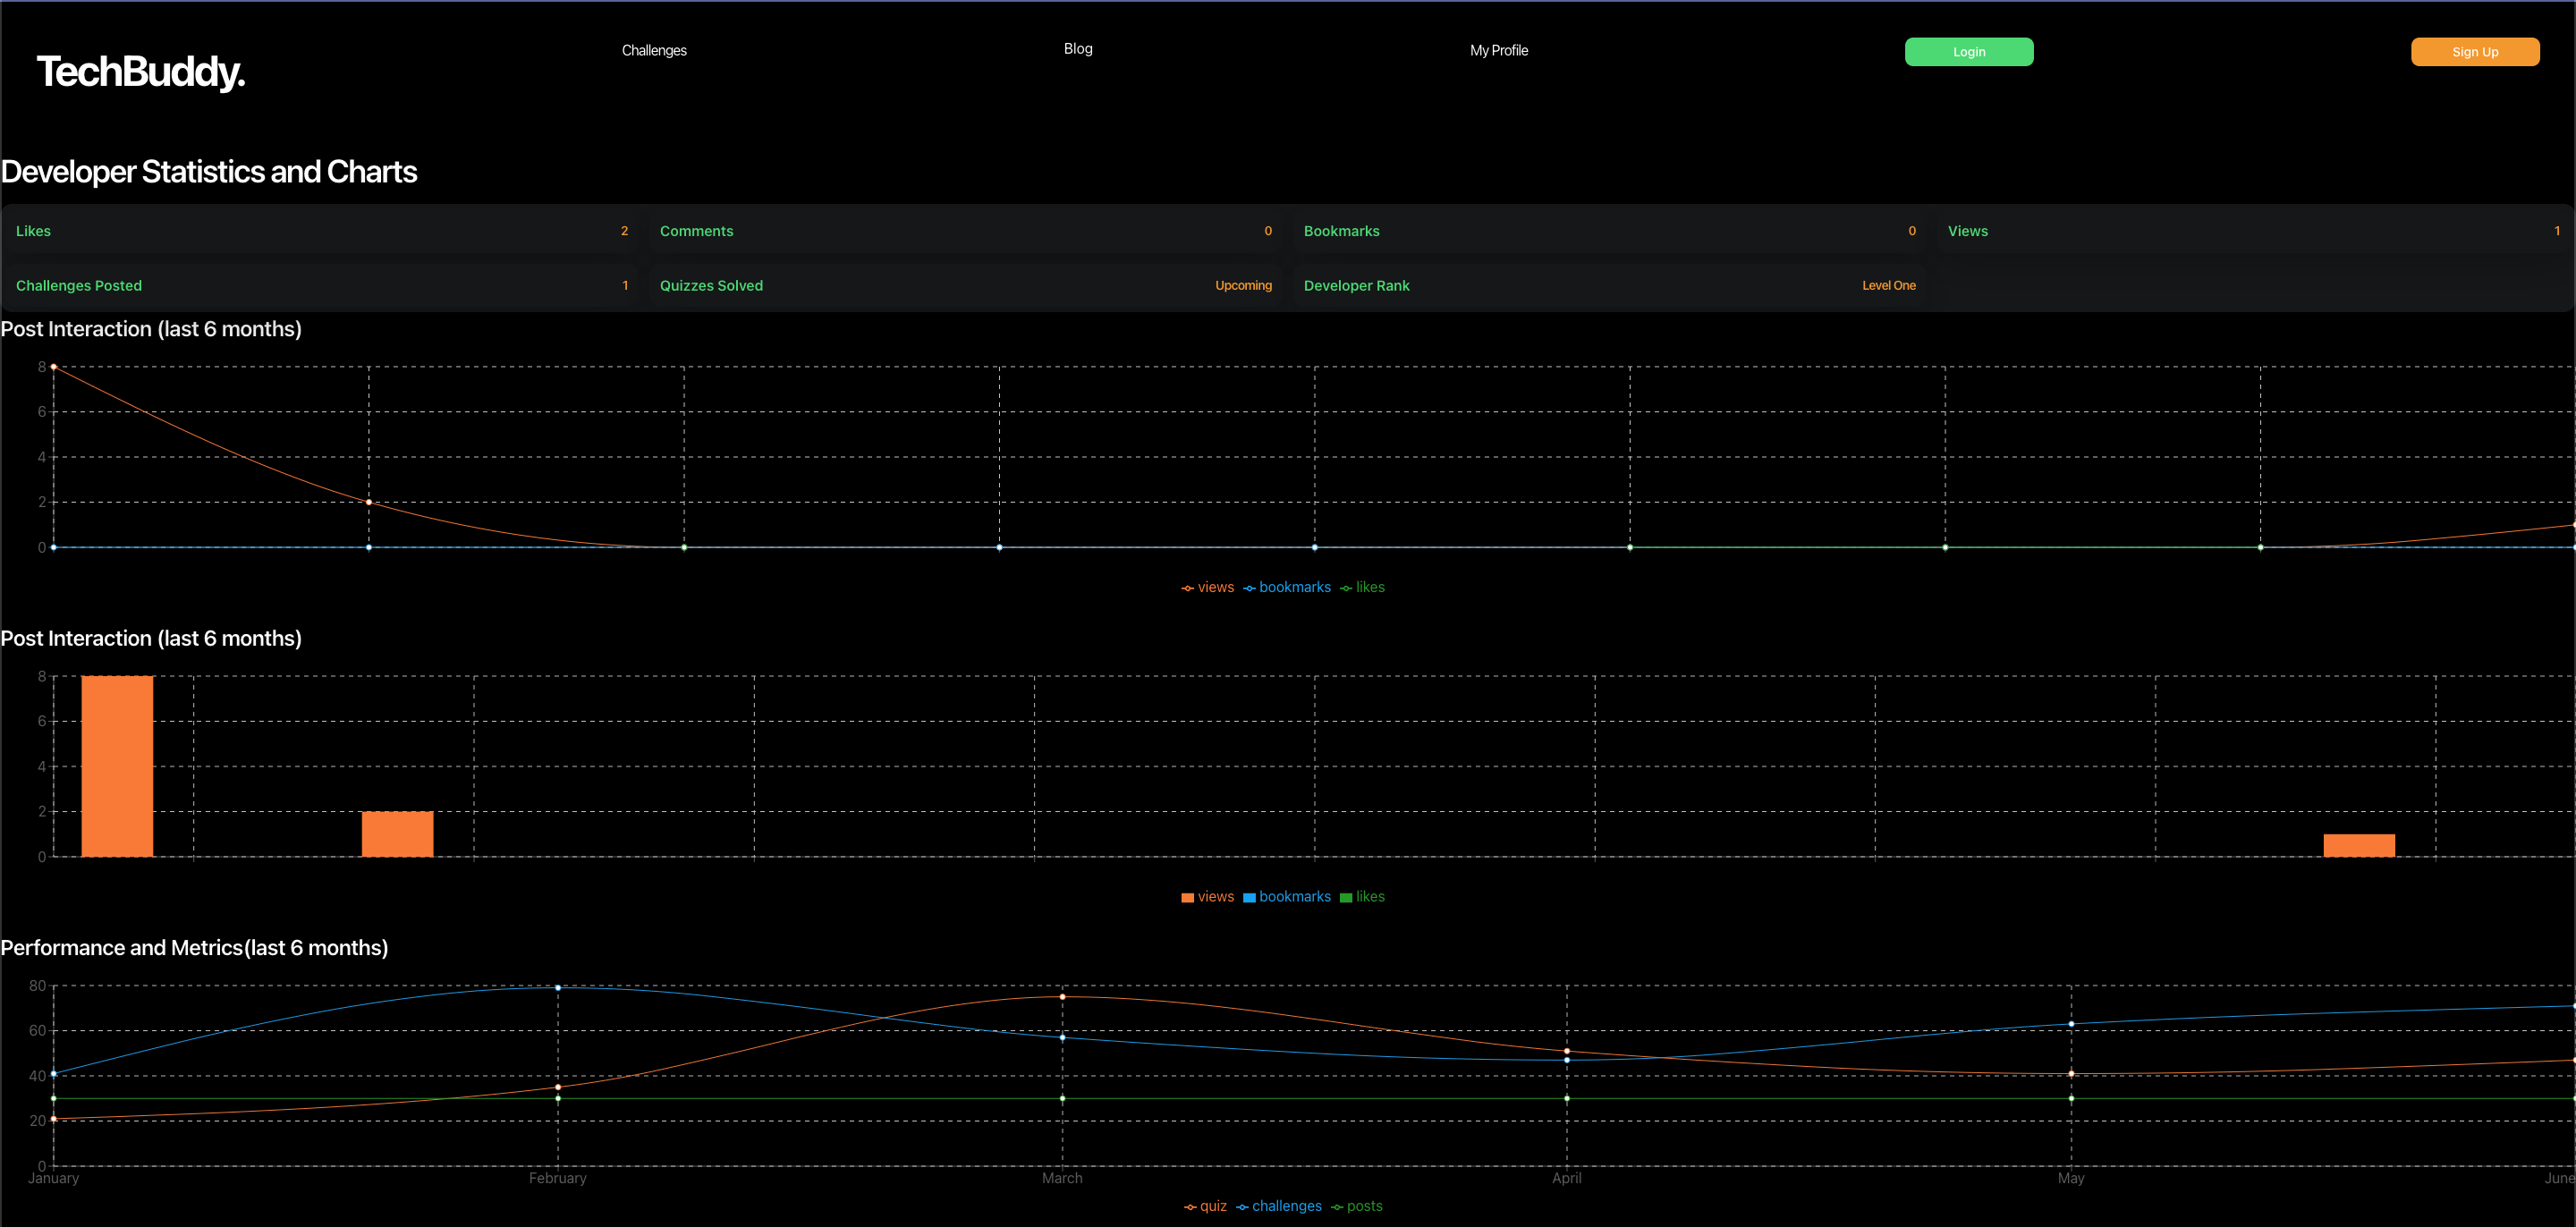 TechBuddy.
Challenges
Blog
My Profile
Login
Sign Up
Developer Statistics and Charts
Likes 2
Comments 0
Bookmarks 0
Views 1
Challenges Posted 1
Quizzes Solved Upcoming
Developer Rank Level One
Post Interaction (last 6 months)
8
6
4
2
0
views bookmarks likes
Post Interaction (last 6 months)
8
6
4
2
0
views bookmarks likes
Performance and Metrics(last 6 months)
80
60
40
20
0
January February March April May June
quiz challenges posts